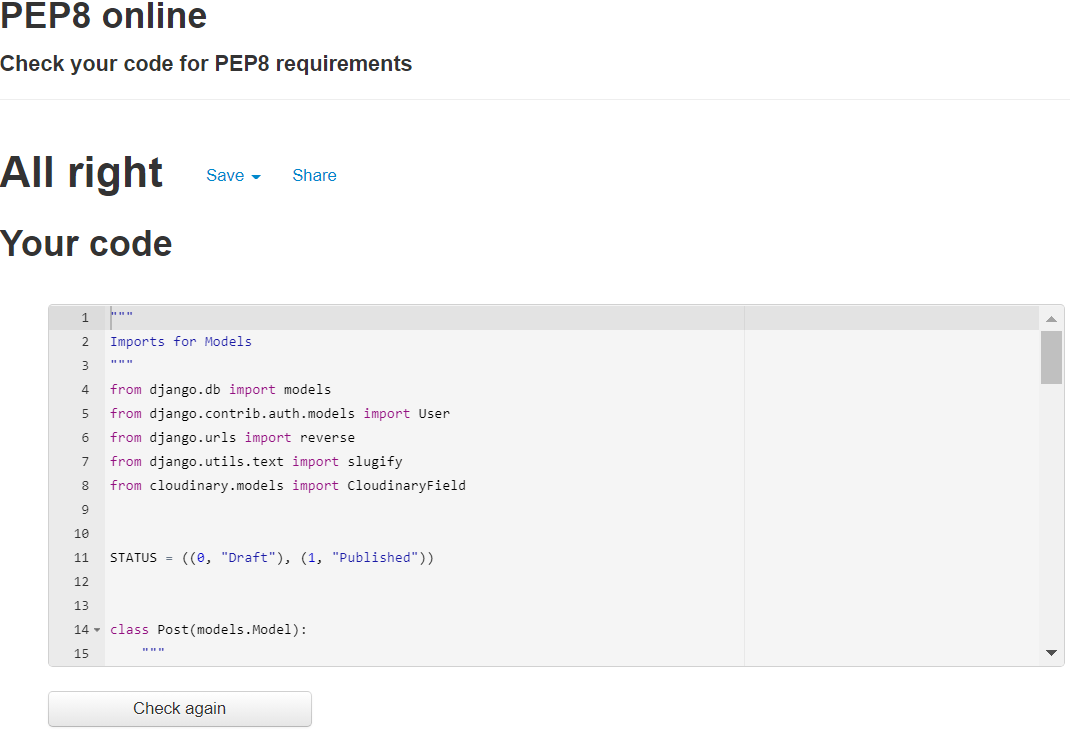 PEP8 online
Check your code for PEP8 requirements
All right Save Share
Your code
1 """
2 Imports for Models
3 """
4 from django.db import models
5 from django.contrib.auth.models import User
6 from django.urls import reverse
7 from django.utils.text import slugify
8 from cloudinary.models import CloudinaryField
9
10
11 STATUS = ((0, "Draft"), (1, "Published"))
12
13
14 class Post(models.Model):
15     """
Check again